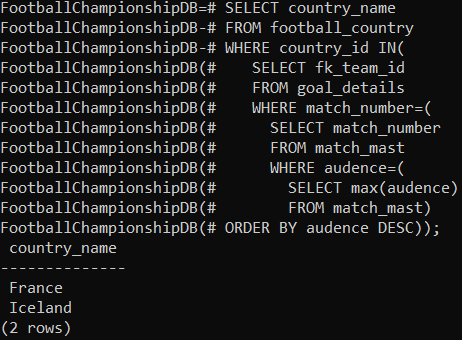 FootballChampionshipDB=# SELECT country_name
FootballChampionshipDB-# FROM football_country
FootballChampionshipDB-# WHERE country_id IN(
FootballChampionshipDB(#   SELECT fk_team_id
FootballChampionshipDB(#   FROM goal_details
FootballChampionshipDB(#   WHERE match_number=(
FootballChampionshipDB(#     SELECT match_number
FootballChampionshipDB(#     FROM match_mast
FootballChampionshipDB(#     WHERE audence=(
FootballChampionshipDB(#       SELECT max(audence)
FootballChampionshipDB(#       FROM match_mast)
FootballChampionshipDB(# ORDER BY audence DESC));
 country_name
--------------
 France
 Iceland
(2 rows)